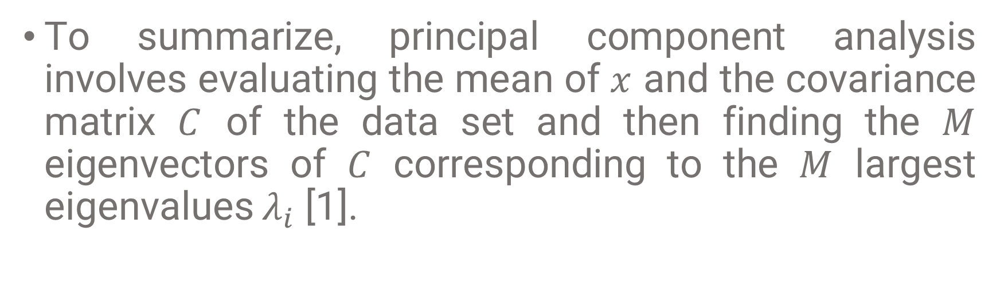 • To summarize, principal component analysis
involves evaluating the mean of x and the covariance
matrix C of the data set and then finding the M
eigenvectors of C corresponding to the M largest
eigenvalues λᵢ [1].